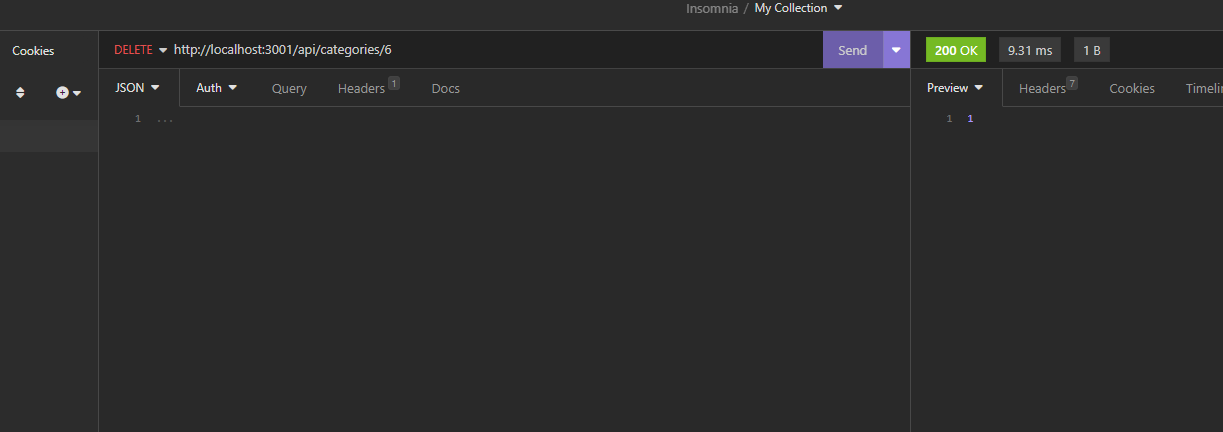 Insomnia / My Collection
Cookies
DELETE http://localhost:3001/api/categories/6 Send 200 OK 9.31 ms 1 B
JSON Auth Query Headers 1 Docs Preview Headers 7 Cookies
1 ... 1 1